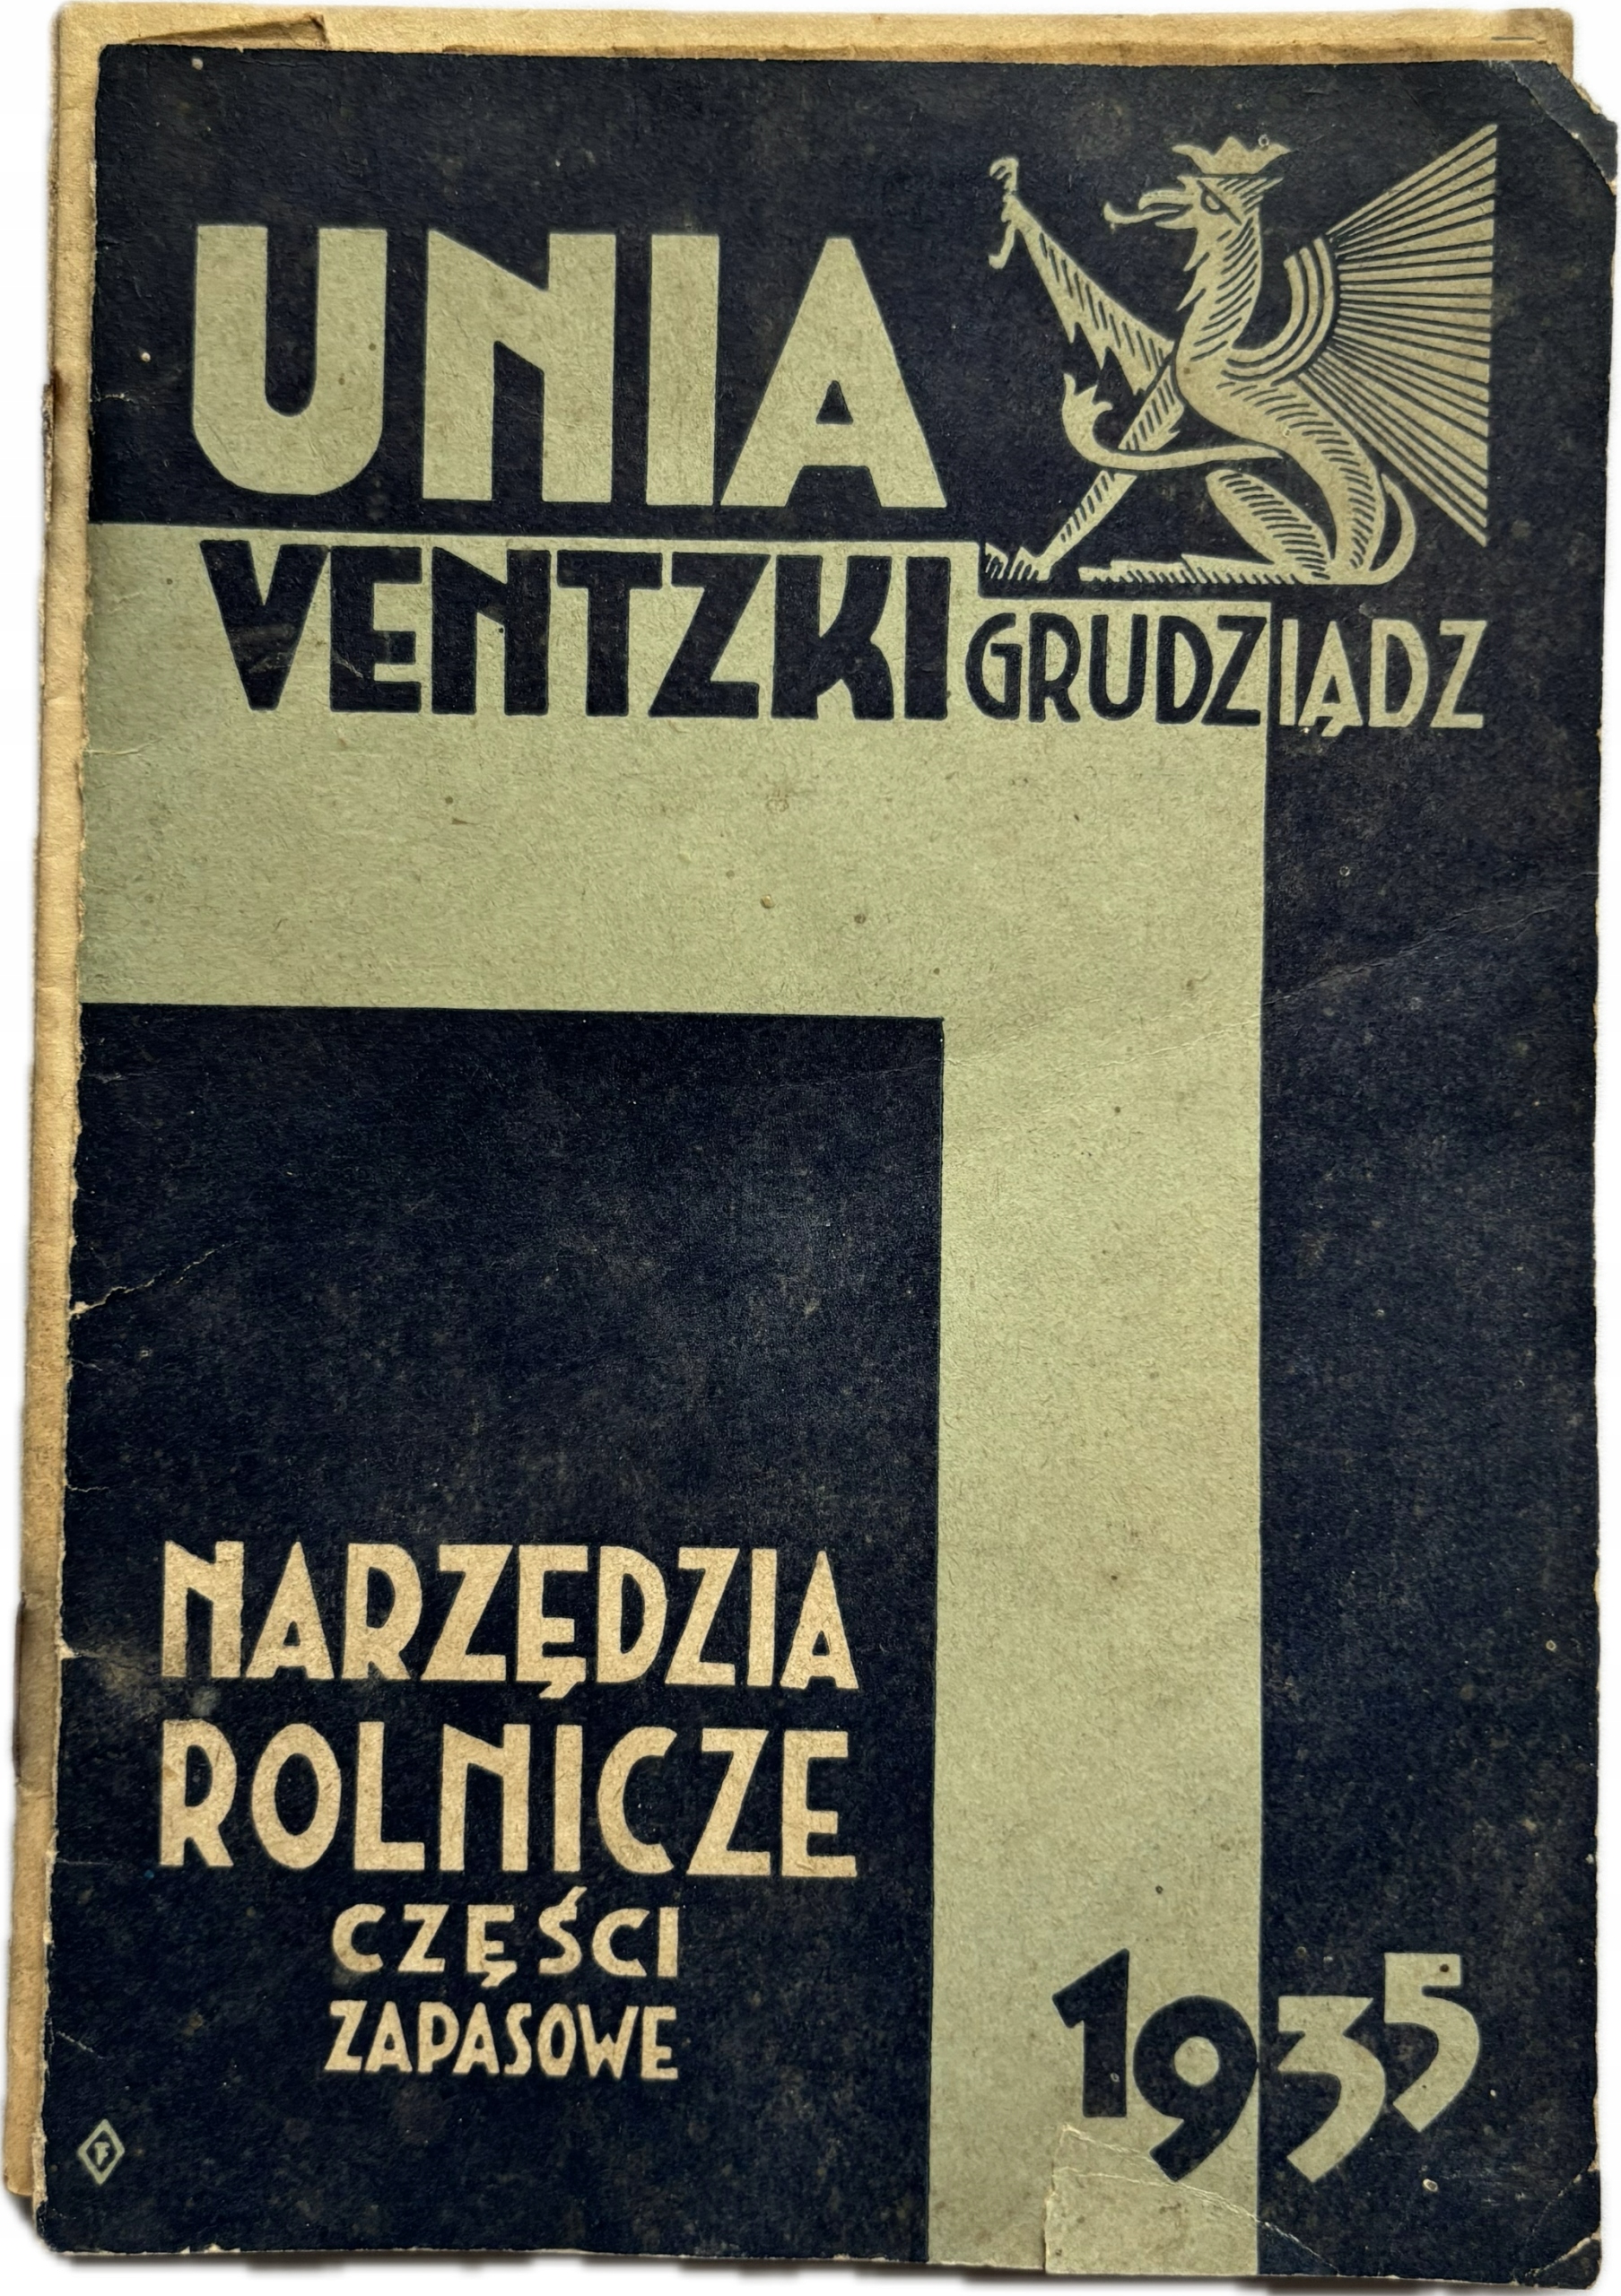 UNIA
VENTZKI GRUDZIĄDZ
NARZĘDZIA
ROLNICZE
CZĘŚCI
ZAPASOWE
1935